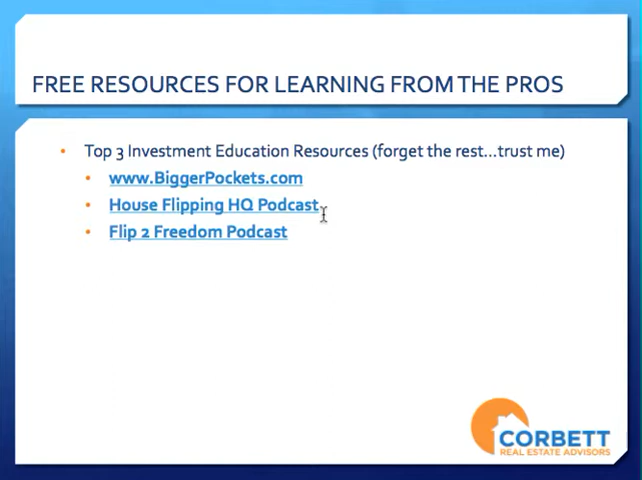 FREE RESOURCES FOR LEARNING FROM THE PROS
• Top 3 Investment Education Resources (forget the rest...trust me)
• www.BiggerPockets.com
• House Flipping HQ Podcast
• Flip 2 Freedom Podcast
CORBETT
REAL ESTATE ADVISORS